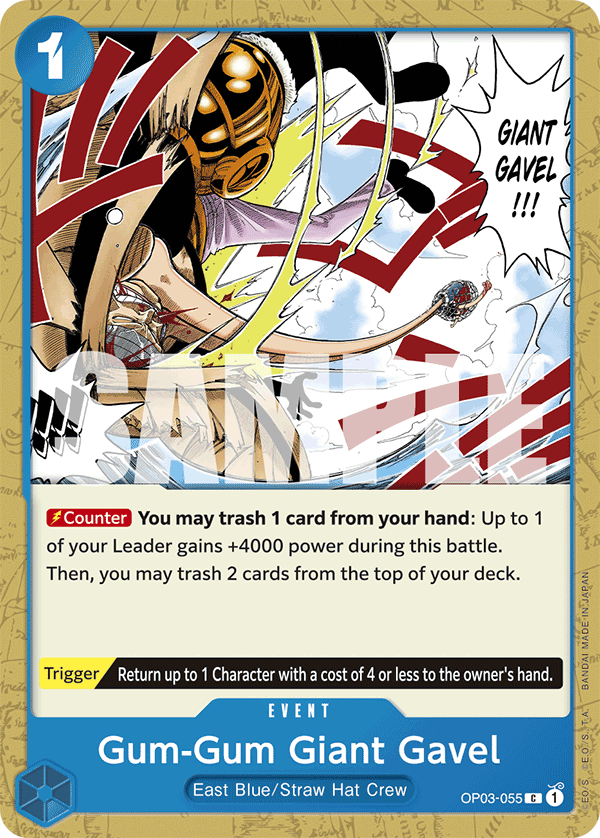 1
GIANT
GAVEL
!!!
SAMPLE
Counter You may trash 1 card from your hand: Up to 1
of your Leader gains +4000 power during this battle.
Then, you may trash 2 cards from the top of your deck.
Trigger Return up to 1 Character with a cost of 4 or less to the owner's hand.
EVENT
Gum-Gum Giant Gavel
East Blue/Straw Hat Crew
OP03-055 C 1
E.O.S., E.O.S.,T.A. BANDAI MADE IN JAPAN